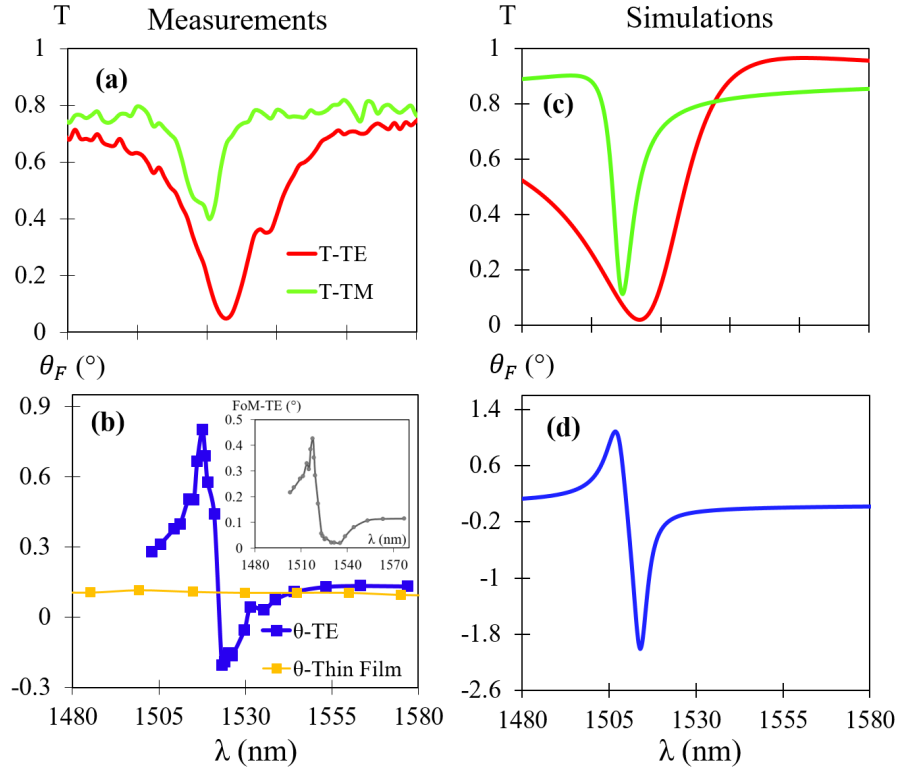 Measurements
Simulations
T
T
(a)
1
0.8
0.6
0.4
0.2
0
T-TE
T-TM
(c)
1
0.8
0.6
0.4
0.2
0
θF (°)
θF (°)
(b)
0.9
0.6
0.3
0
-0.3
FoM-TE (°)
0.5
0.4
0.3
0.2
0.1
0
λ (nm)
1480 1510 1540 1570
θ-TE
θ-Thin Film
1480 1505 1530 1555 1580
λ (nm)
(d)
1.4
0.6
-0.2
-1
-1.8
-2.6
1480 1505 1530 1555 1580
λ (nm)